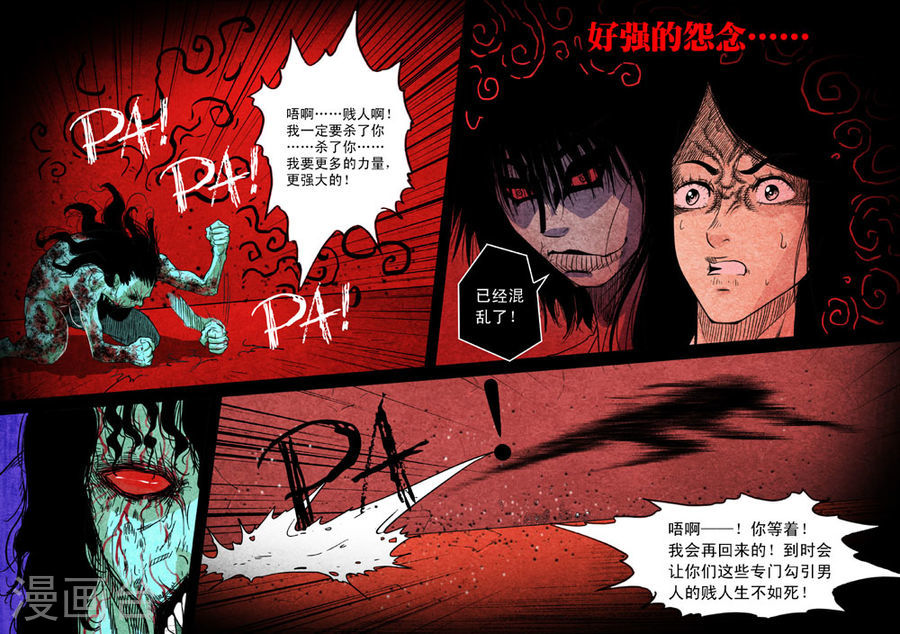 PA!
PA!
PA!
唔啊……贱人啊！
我一定要杀了你
……杀了你……
我要更多的力量，
更强大的！
好强的怨念……
已经混
乱了！
PA!
唔啊——！你等着！
我会再回来的！到时会
让你们这些专门勾引男
人的贱人生不如死！
漫画